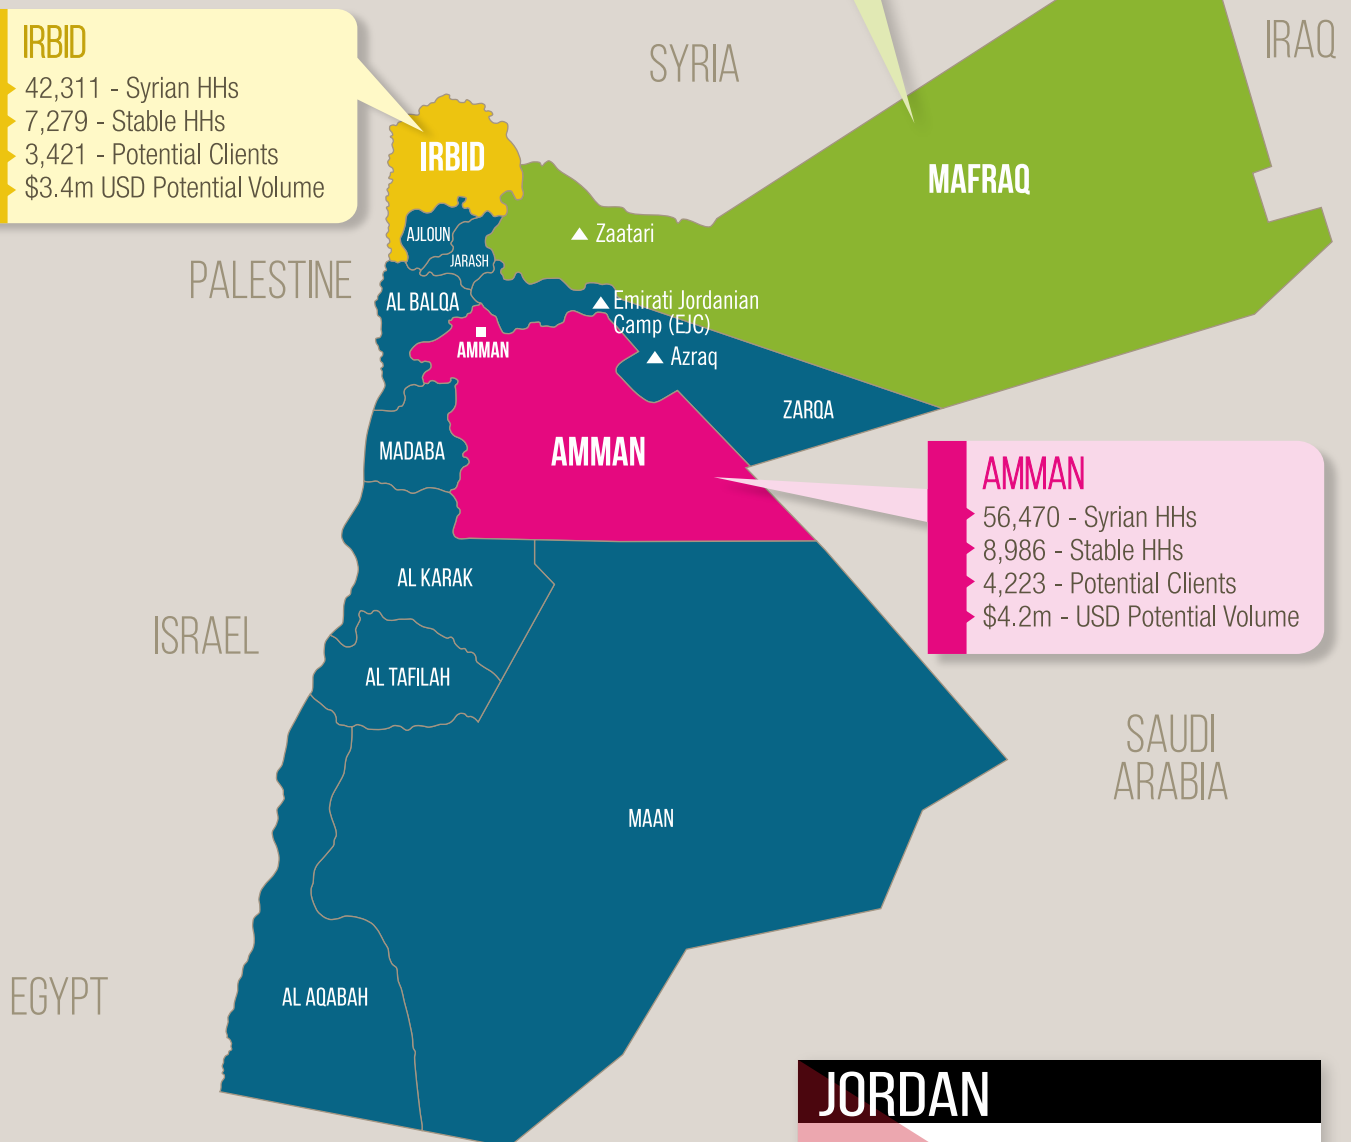 IRBID
42,311 - Syrian HHs
7,279 - Stable HHs
3,421 - Potential Clients
$3.4m USD Potential Volume
SYRIA
IRAQ
IRBID
MAFRAQ
AJLOUN
Zaatari
JARASH
PALESTINE
AL BALQA
Emirati Jordanian
Camp (EJC)
AMMAN
Azraq
ZARQA
MADABA
AMMAN
AMMAN
56,470 - Syrian HHs
8,986 - Stable HHs
4,223 - Potential Clients
$4.2m - USD Potential Volume
AL KARAK
ISRAEL
AL TAFILAH
SAUDI
ARABIA
MAAN
EGYPT
AL AQABAH
JORDAN